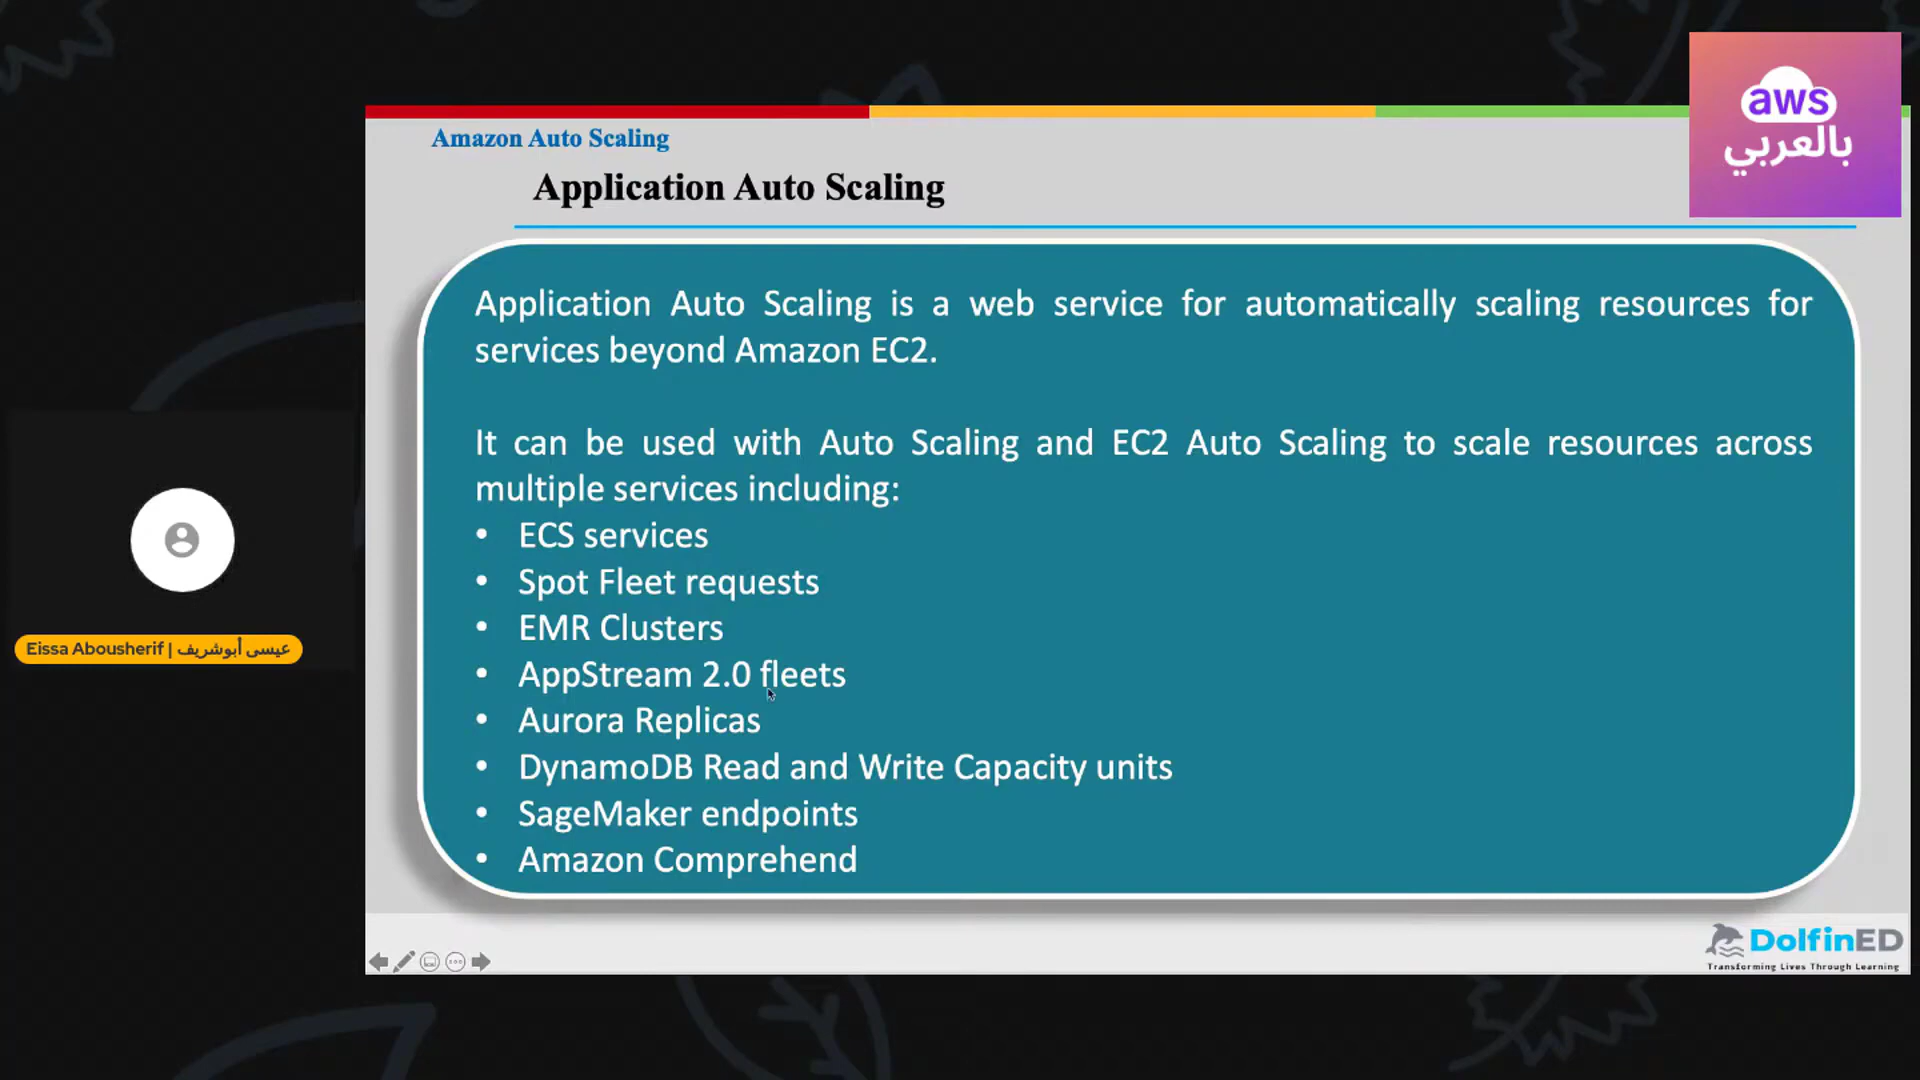 aws
بالعربي
Amazon Auto Scaling
Application Auto Scaling
Application Auto Scaling is a web service for automatically scaling resources for
services beyond Amazon EC2.
It can be used with Auto Scaling and EC2 Auto Scaling to scale resources across
multiple services including:
• ECS services
• Spot Fleet requests
• EMR Clusters
• AppStream 2.0 fleets
• Aurora Replicas
• DynamoDB Read and Write Capacity units
• SageMaker endpoints
• Amazon Comprehend
Eissa Abousherif | عيسى أبوشريف
DolfinED
Transforming Lives Through Learning